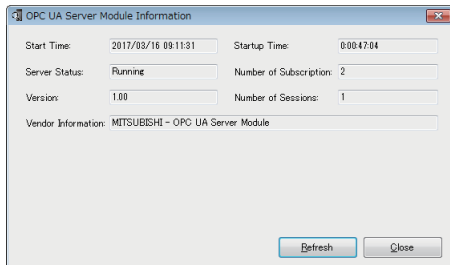 OPC UA Server Module Information
Start Time: 2017/03/16 09:11:31 Startup Time: 0:00:47:04
Server Status: Running Number of Subscription: 2
Version: 1.00 Number of Sessions: 1
Vendor Information: MITSUBISHI - OPC UA Server Module
Refresh Close